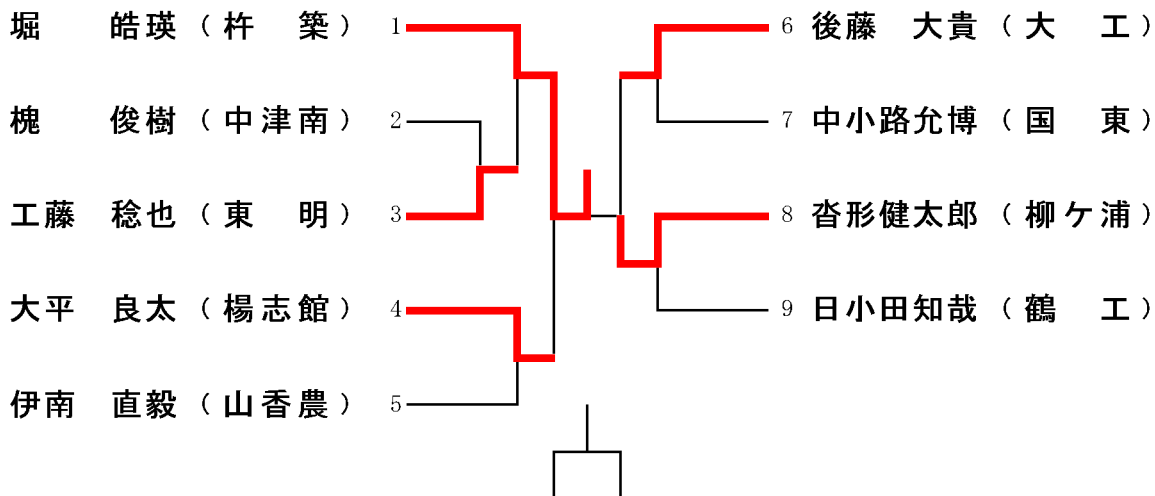 堀　　皓瑛（杵　築） 1
槐　　俊樹（中津南） 2
工藤　稔也（東　明） 3
大平　良太（楊志館） 4
伊南　直毅（山香農） 5
6 後藤　大貴（大　工）
7 中小路允博（国　東）
8 沓形健太郎（柳ケ浦）
9 日小田知哉（鶴　工）